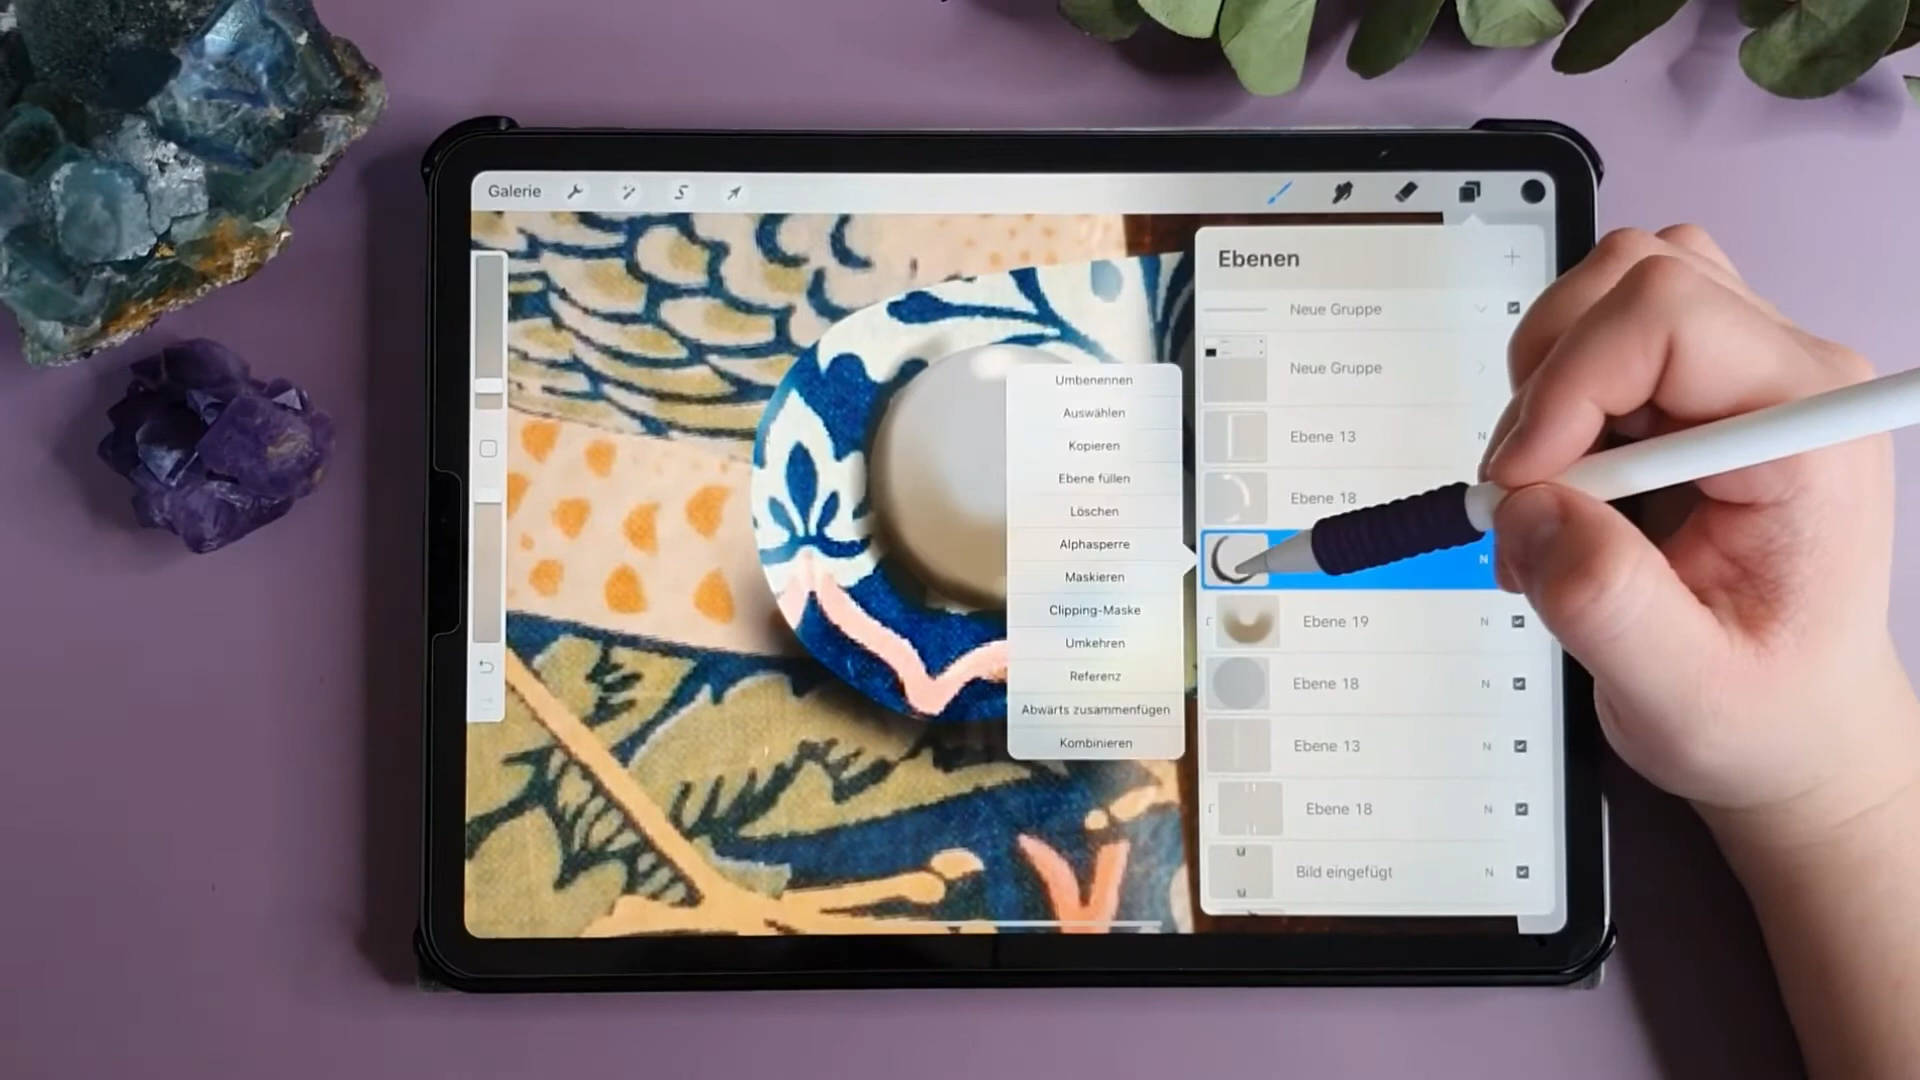 Galerie
Ebenen
Neue Gruppe
Neue Gruppe
Ebene 13 N
Ebene 18
N
Ebene 19 N
Ebene 18 N
Ebene 13 N
Ebene 18 N
Bild eingefügt N
Umbenennen
Auswählen
Kopieren
Ebene füllen
Löschen
Alphasperre
Maskieren
Clipping-Maske
Umkehren
Referenz
Abwärts zusammenfügen
Kombinieren